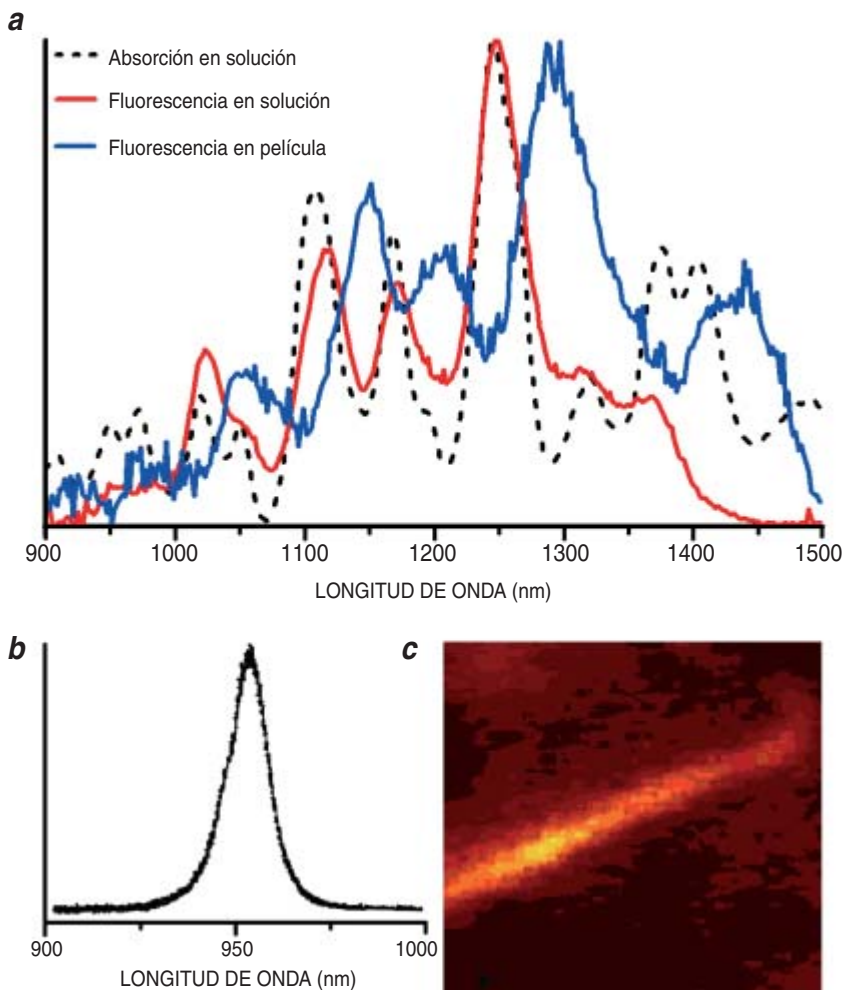 a
Absorción en solución
Fluorescencia en solución
Fluorescencia en película
900 1000 1100 1200 1300 1400 1500
LONGITUD DE ONDA (nm)
b
900 950 1000
LONGITUD DE ONDA (nm)
c